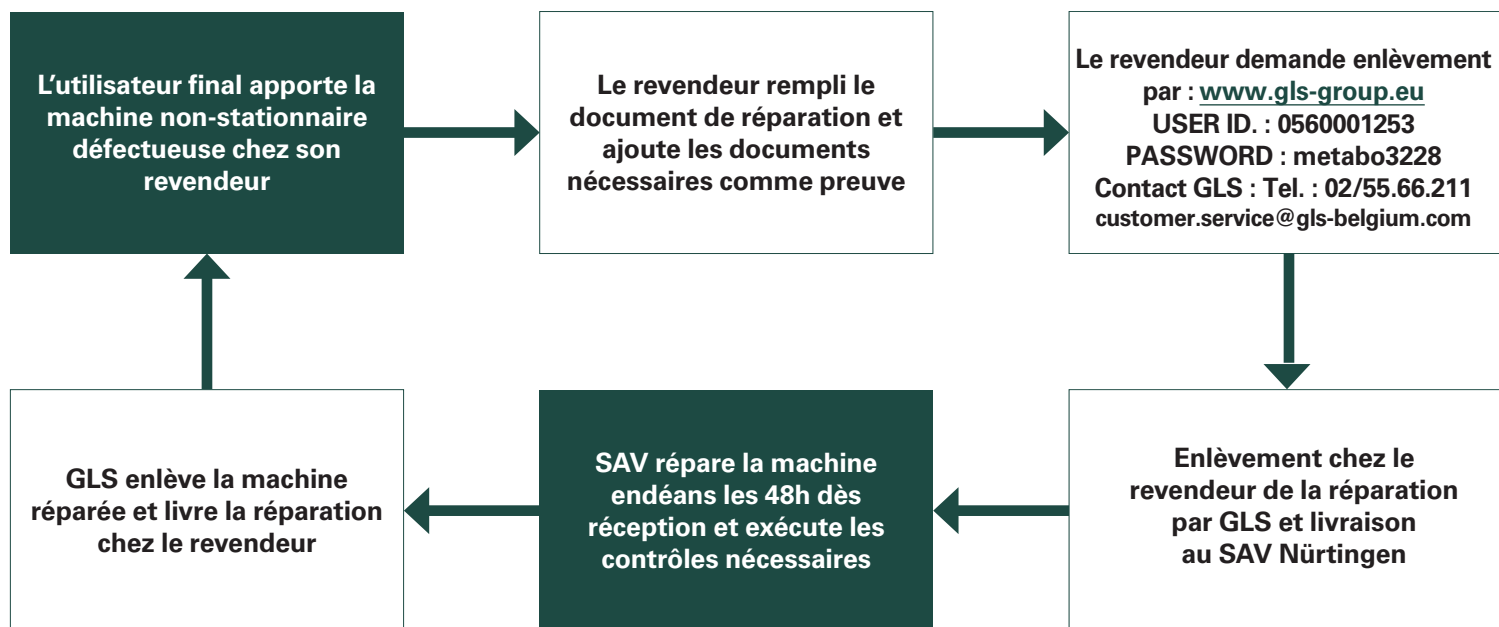 L'utilisateur final apporte la
machine non-stationnaire
défectueuse chez son
revendeur
Le revendeur rempli le
document de réparation et
ajoute les documents
nécessaires comme preuve
Le revendeur demande enlèvement
par : www.gls-group.eu
USER ID. : 0560001253
PASSWORD : metabo3228
Contact GLS : Tel. : 02/55.66.211
customer.service@gls-belgium.com
Enlèvement chez le
revendeur de la réparation
par GLS et livraison
au SAV Nürtingen
SAV répare la machine
endéans les 48h dès
réception et exécute les
contrôles nécessaires
GLS enlève la machine
réparée et livre la réparation
chez le revendeur